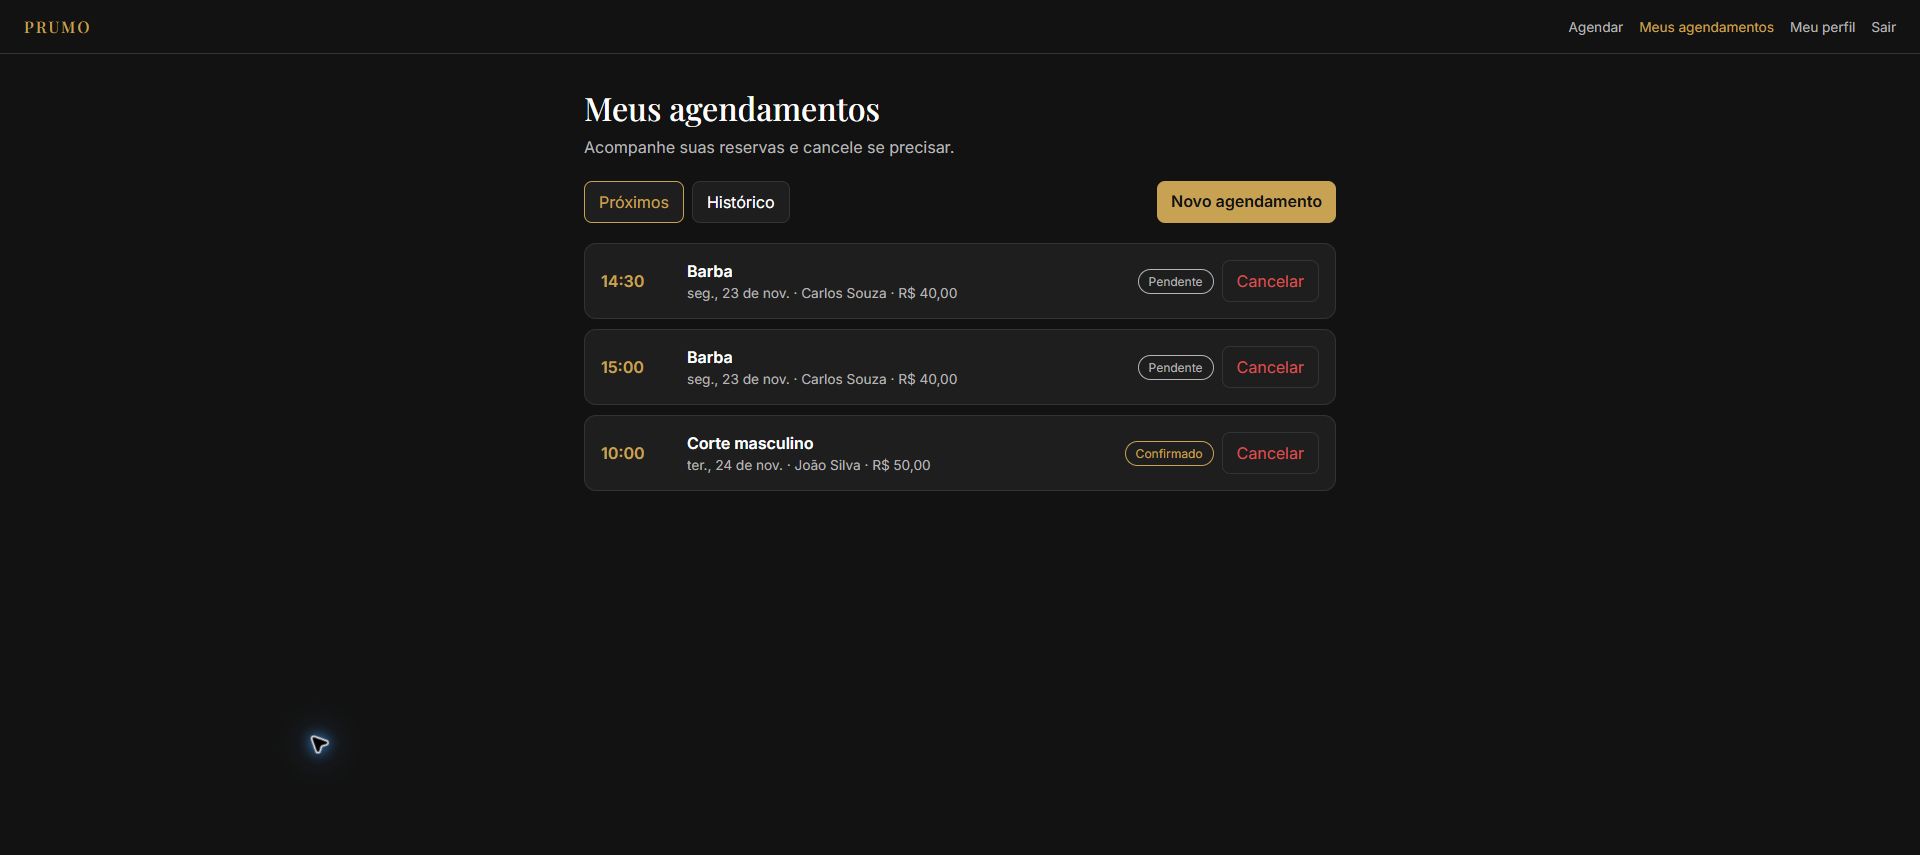 PRUMO
Agendar Meus agendamentos Meu perfil Sair
Meus agendamentos
Acompanhe suas reservas e cancele se precisar.
Próximos Histórico Novo agendamento
14:30 Barba Pendente Cancelar
seg., 23 de nov. · Carlos Souza · R$ 40,00
15:00 Barba Pendente Cancelar
seg., 23 de nov. · Carlos Souza · R$ 40,00
10:00 Corte masculino Confirmado Cancelar
ter., 24 de nov. · João Silva · R$ 50,00